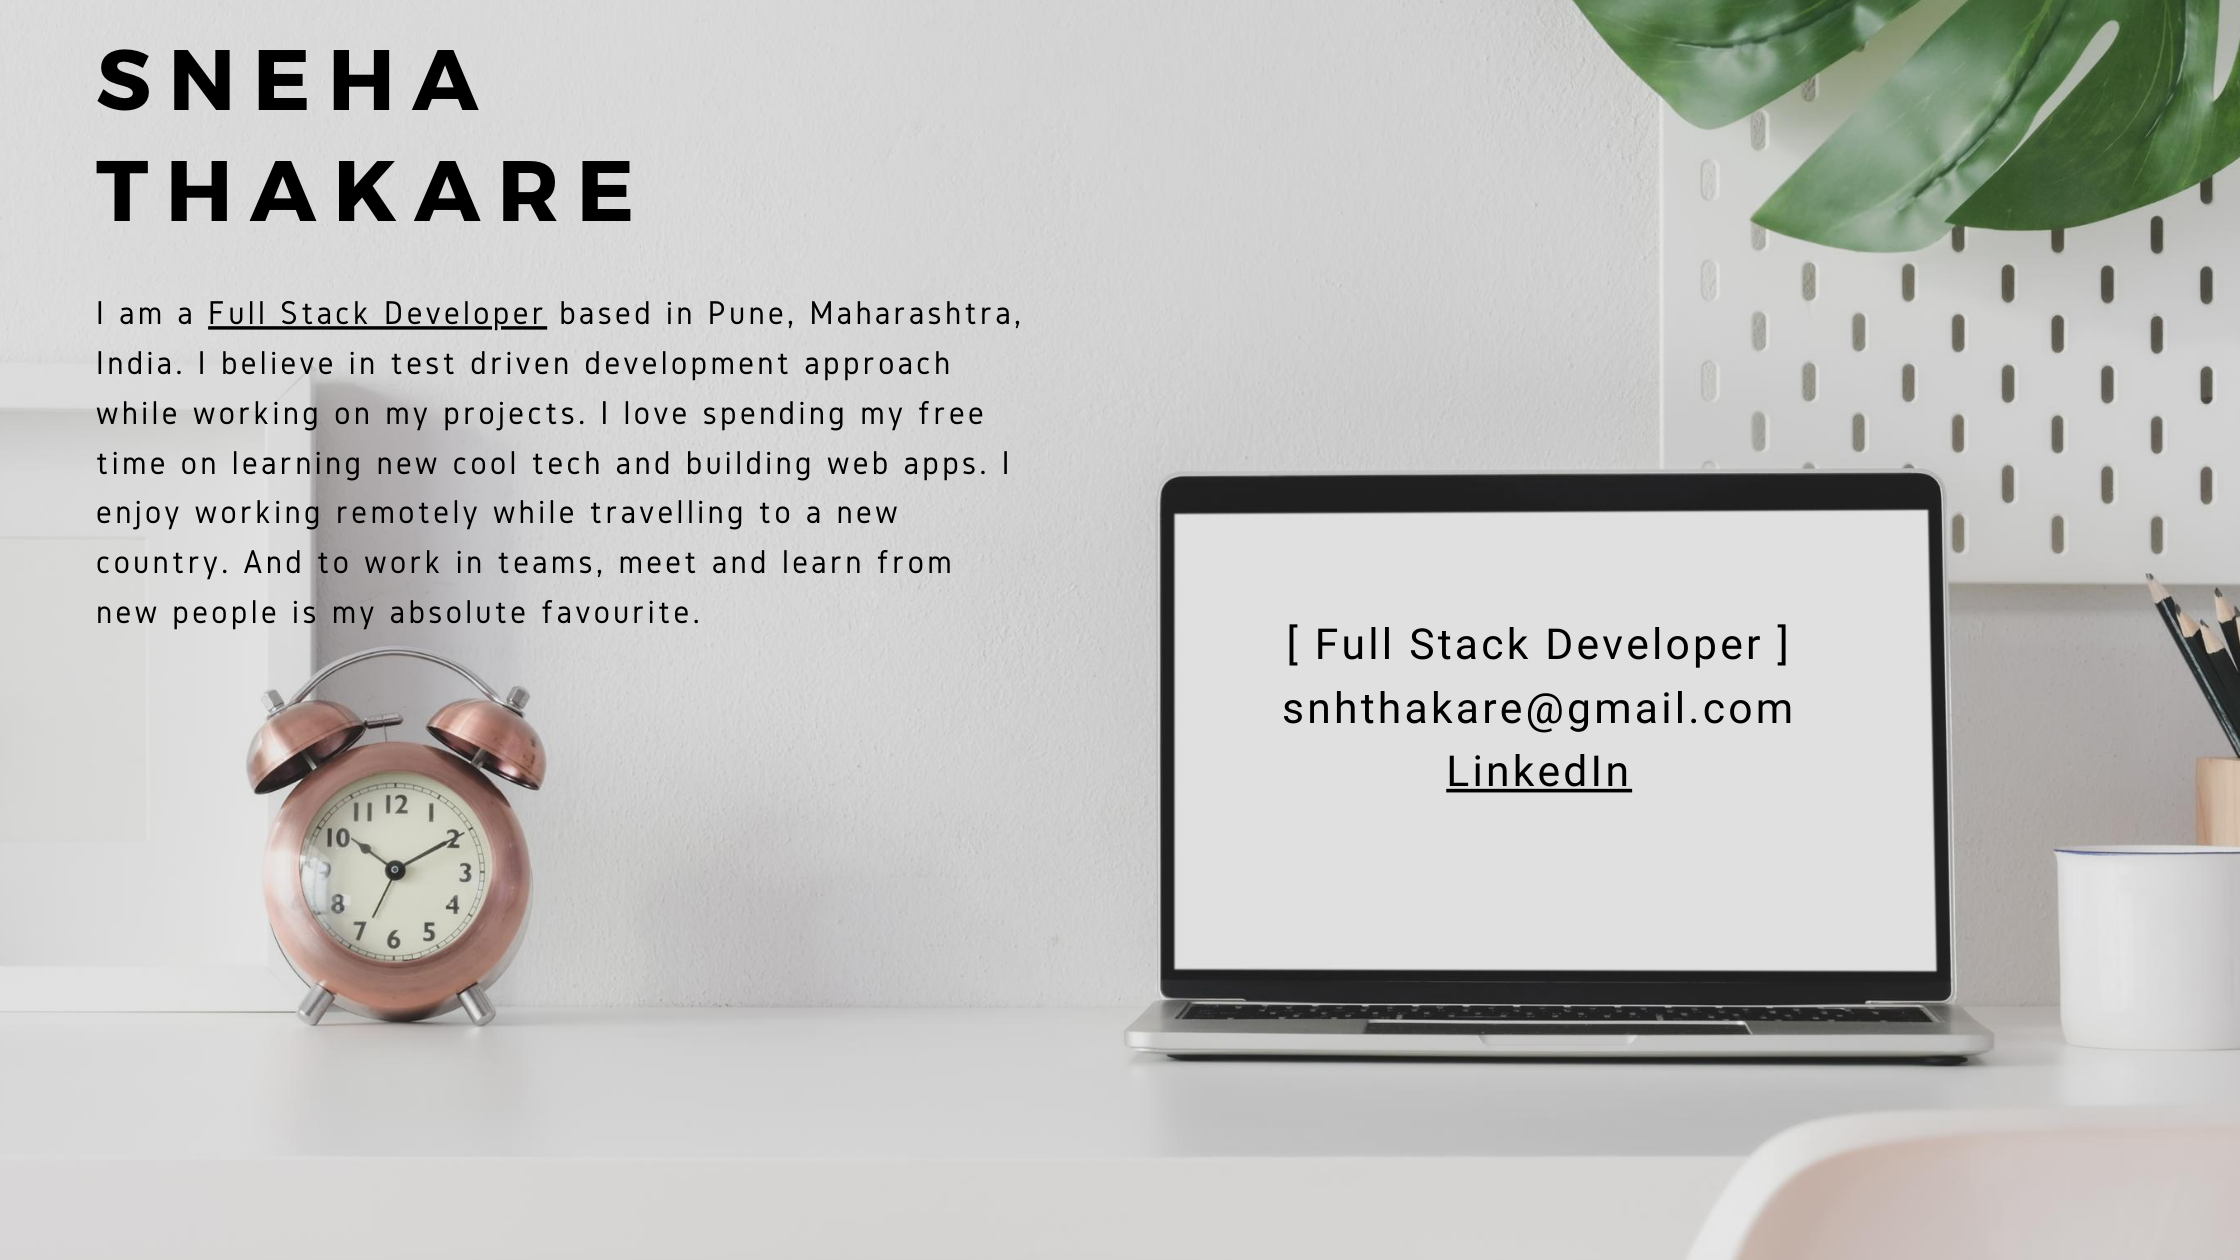 SNEHA
THAKARE
I am a Full Stack Developer based in Pune, Maharashtra,
India. I believe in test driven development approach
while working on my projects. I love spending my free
time on learning new cool tech and building web apps. I
enjoy working remotely while travelling to a new
country. And to work in teams, meet and learn from
new people is my absolute favourite.
[ Full Stack Developer ]
snhthakare@gmail.com
LinkedIn
12
11 1
10 2
3
8 4
7 5
6